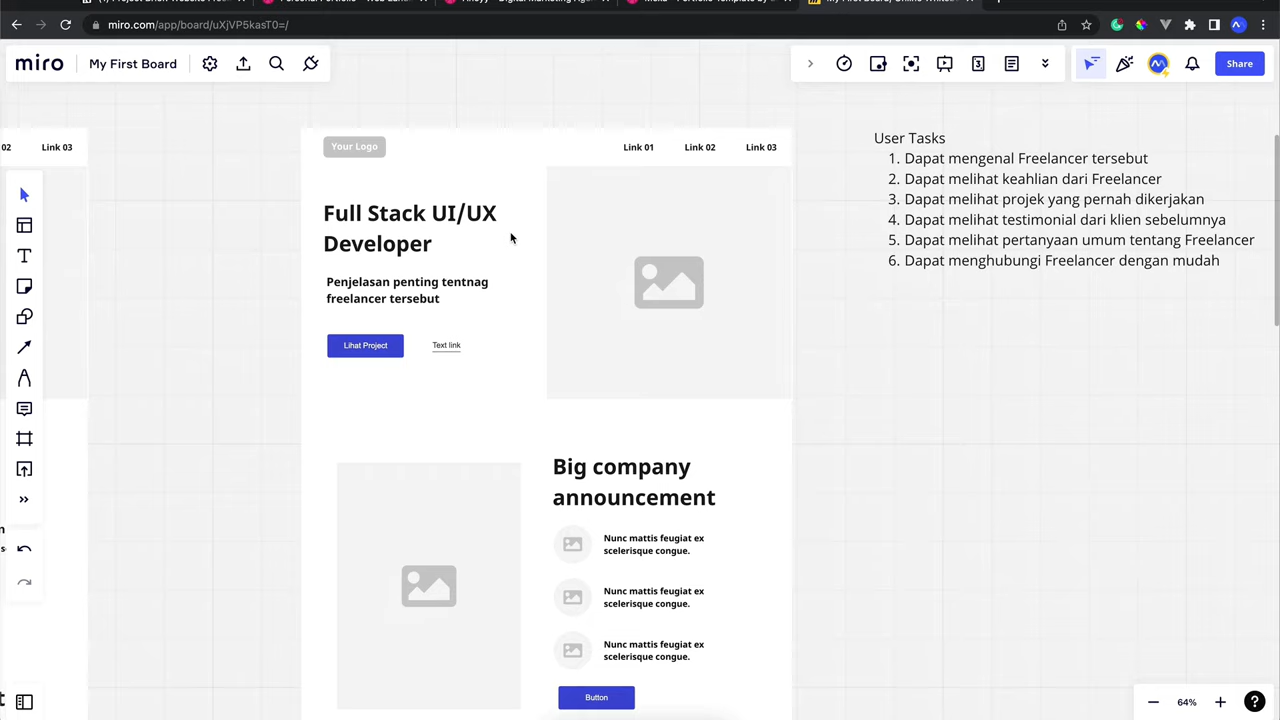 miro.com/app/board/uXjVP5kasT0=/
miro
My First Board
3
Share
02
Link 03
Your Logo
Link 01
Link 02
Link 03
Full Stack UI/UX
Developer
Penjelasan penting tentnag
freelancer tersebut
Lihat Project
Text link
Big company
announcement
Nunc mattis feugiat ex
scelerisque congue.
Nunc mattis feugiat ex
scelerisque congue.
Nunc mattis feugiat ex
scelerisque congue.
Button
User Tasks
1. Dapat mengenal Freelancer tersebut
2. Dapat melihat keahlian dari Freelancer
3. Dapat melihat projek yang pernah dikerjakan
4. Dapat melihat testimonial dari klien sebelumnya
5. Dapat melihat pertanyaan umum tentang Freelancer
6. Dapat menghubungi Freelancer dengan mudah
64%